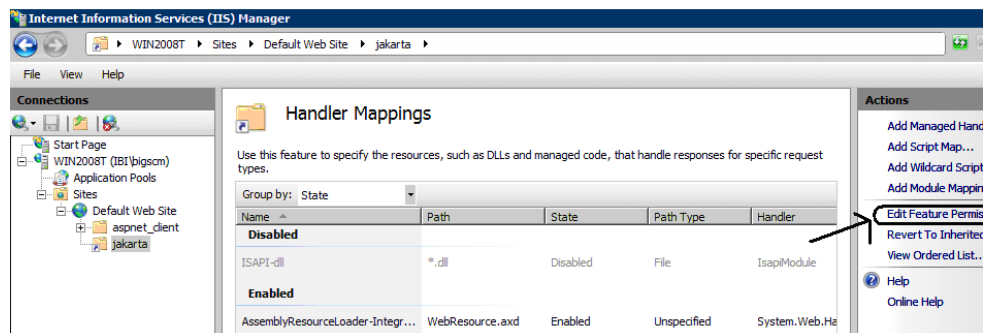 Internet Information Services (IIS) Manager
WIN2008T Sites Default Web Site jakarta
File View Help
Connections
Start Page
WIN2008T (IBI\bigscm)
Application Pools
Sites
Default Web Site
aspnet_client
jakarta
Handler Mappings
Use this feature to specify the resources, such as DLLs and managed code, that handle responses for specific request
types.
Group by: State
Name Path State Path Type Handler
Disabled
ISAPI-dll *.dll Disabled File IsapiModule
Enabled
AssemblyResourceLoader-Integr... WebResource.axd Enabled Unspecified System.Web.Ha
Actions
Add Managed Hand
Add Script Map...
Add Wildcard Script
Add Module Mappin
Edit Feature Permis
Revert To Inherited
View Ordered List...
Help
Online Help